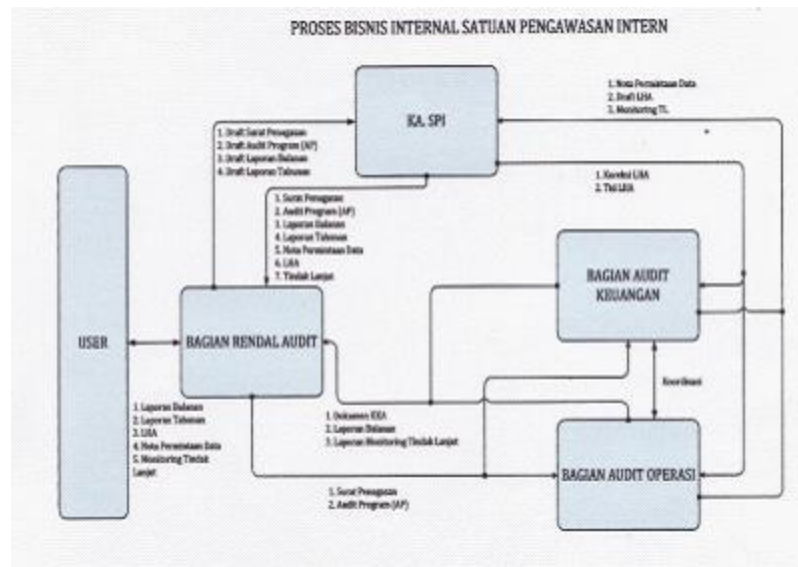 PROSES BISNIS INTERNAL SATUAN PENGAWASAN INTERN
KA. SPI
1. Nota Permintaan Data
2. Draft LHA
3. Monitoring TL
1. Draft Surat Penugasan
2. Draft Audit Program (AP)
3. Draft Laporan Bulanan
4. Draft Laporan Tahunan
1. Koreksi LHA
2. LHA
1. Surat Penugasan
2. Audit Program (AP)
3. Laporan Bulanan
4. Laporan Tahunan
5. Nota Permintaan Data
6. LHA
7. Tindak Lanjut
BAGIAN AUDIT
KEUANGAN
USER
BAGIAN RENDAL AUDIT
Koordinasi
1. Laporan Bulanan
2. Laporan Tahunan
3. LHA
4. Nota Permintaan Data
5. Monitoring Tindak
Lanjut
1. Dokumen KKA
2. Laporan Bulanan
3. Laporan Monitoring Tindak Lanjut
BAGIAN AUDIT OPERASI
1. Surat Penugasan
2. Audit Program (AP)